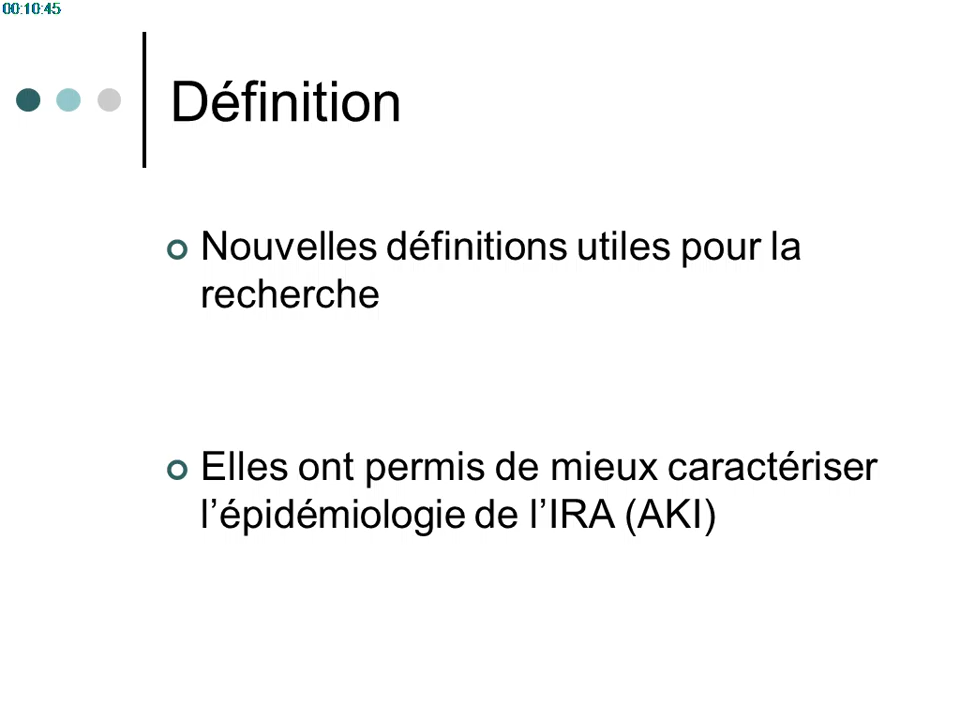 00:10:45
Définition
Nouvelles définitions utiles pour la
recherche
Elles ont permis de mieux caractériser
l’épidémiologie de l’IRA (AKI)